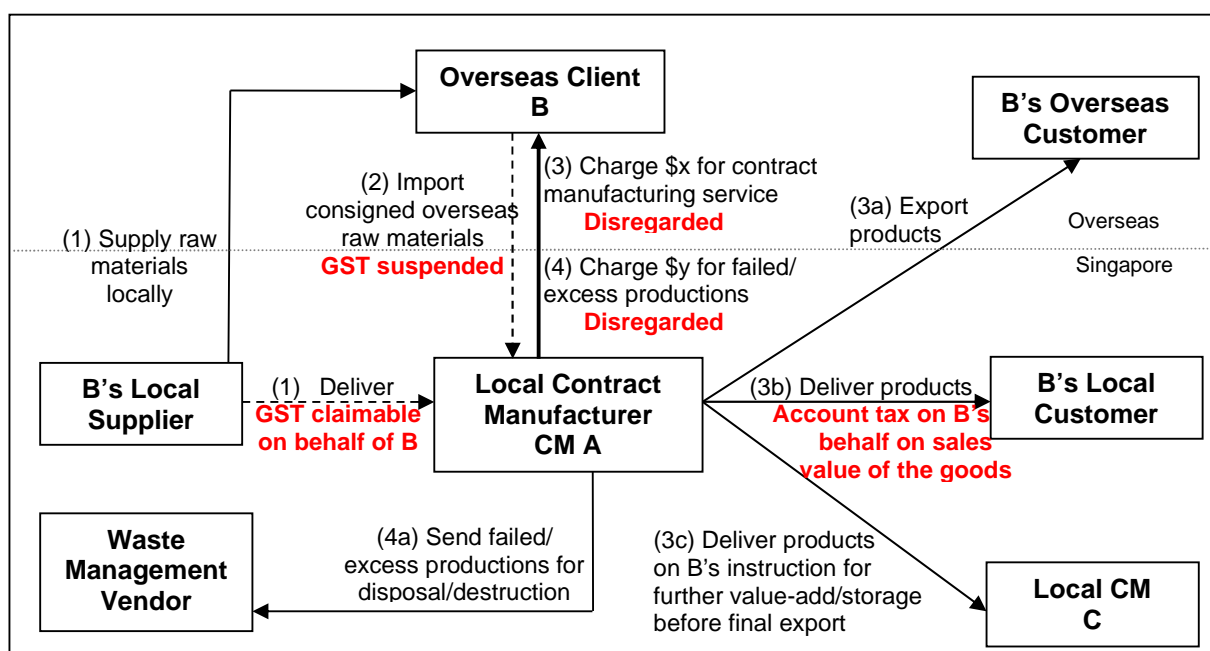 Overseas Client
B
B's Overseas
Customer
(3) Charge $x for contract
manufacturing service
Disregarded
(2) Import
consigned overseas
raw materials
GST suspended
(3a) Export
products
Overseas
Singapore
(1) Supply raw
materials
locally
(4) Charge $y for failed/
excess productions
Disregarded
B's Local
Supplier
(1) Deliver
GST claimable
on behalf of B
Local Contract
Manufacturer
CM A
(3b) Deliver products
Account tax on B's
behalf on sales
value of the goods
B's Local
Customer
Waste
Management
Vendor
(4a) Send failed/
excess productions for
disposal/destruction
(3c) Deliver products
on B's instruction for
further value-add/storage
before final export
Local CM
C